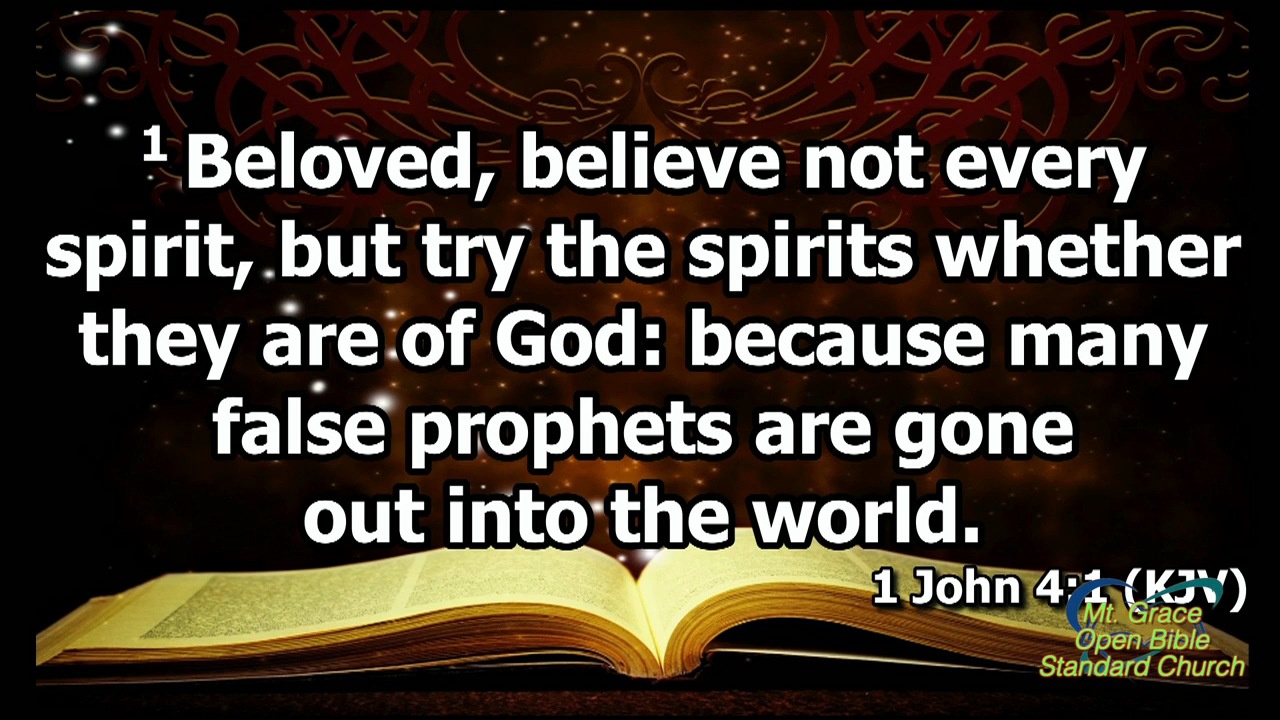 1 Beloved, believe not every
spirit, but try the spirits whether
they are of God: because many
false prophets are gone
out into the world.
1 John 4:1 (KJV)
Mt. Grace
Open Bible
Standard Church